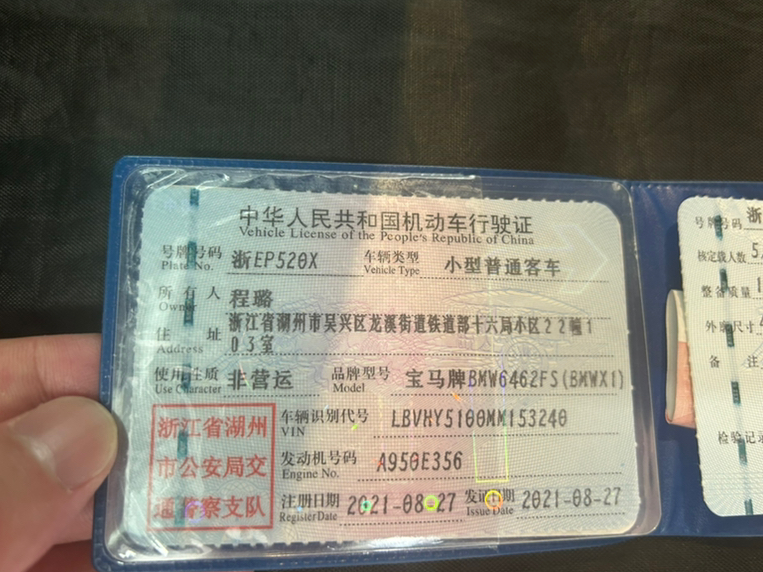 中华人民共和国机动车行驶证
Vehicle License of the People's Republic of China
号牌号码 浙EP520X 车辆类型 小型普通客车
Plate No. Vehicle Type
所有人 程璐
Owner
住址 浙江省湖州市吴兴区龙溪街道铁道部十六局小区22幢1
03室
Address
使用性质 非营运 品牌型号 宝马牌BMW6462FS(BMWX1)
Use Character Model
浙江省湖州
市公安局交
通警察支队
车辆识别代号 LBVHY5100MM153240
VIN
发动机号码 A950E356
Engine No.
注册日期 2021-08-27 发证日期 2021-08-27
Register Date Issue Date
号牌号码 浙
核定载人数 5
整备质量 1
外廓尺寸 4
备注
检验记录